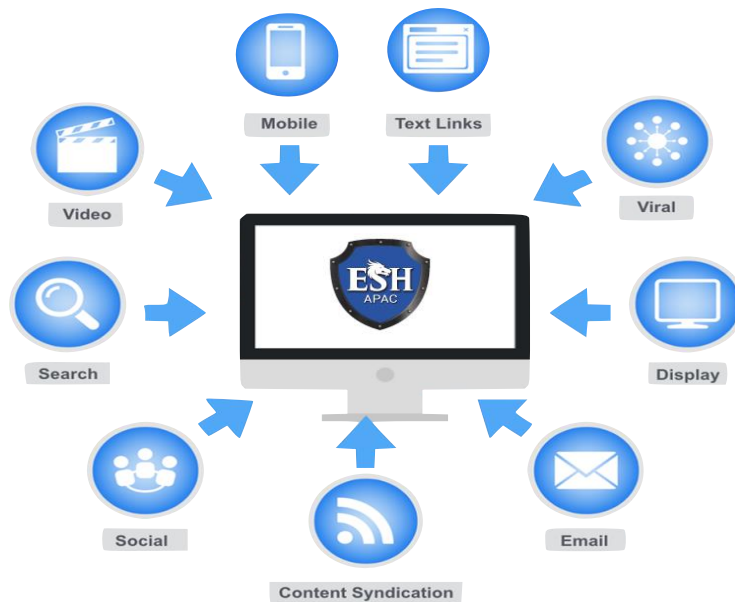 Mobile
Text Links
Video
Viral
ESH
APAC
Search
Display
Social
Email
Content Syndication